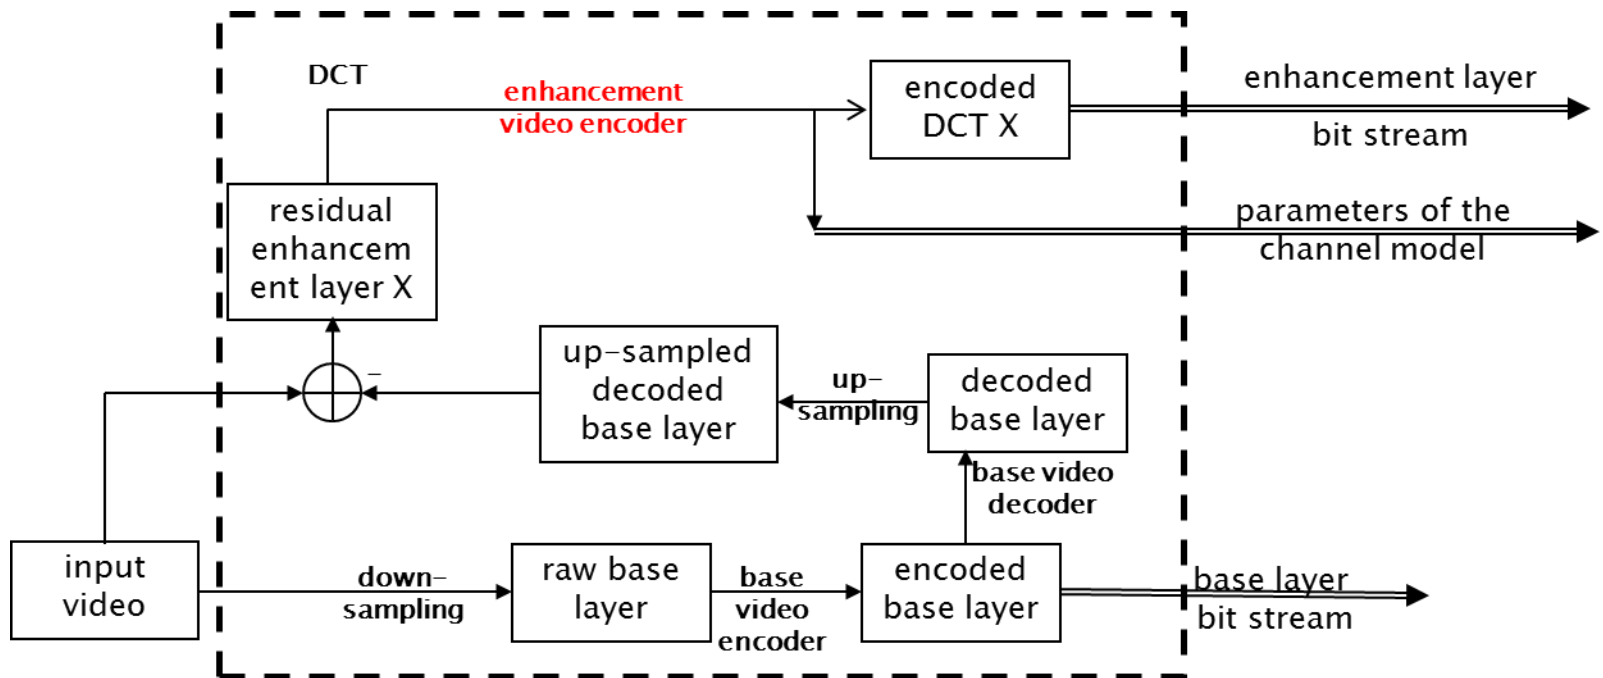 DCT
enhancement
video encoder
encoded
DCT X
enhancement layer
bit stream
residual
enhancem
ent layer X
parameters of the
channel model
–
up-sampled
decoded
base layer
up-
sampling
decoded
base layer
base video
decoder
input
video
down-
sampling
raw base
layer
base
video
encoder
encoded
base layer
base layer
bit stream